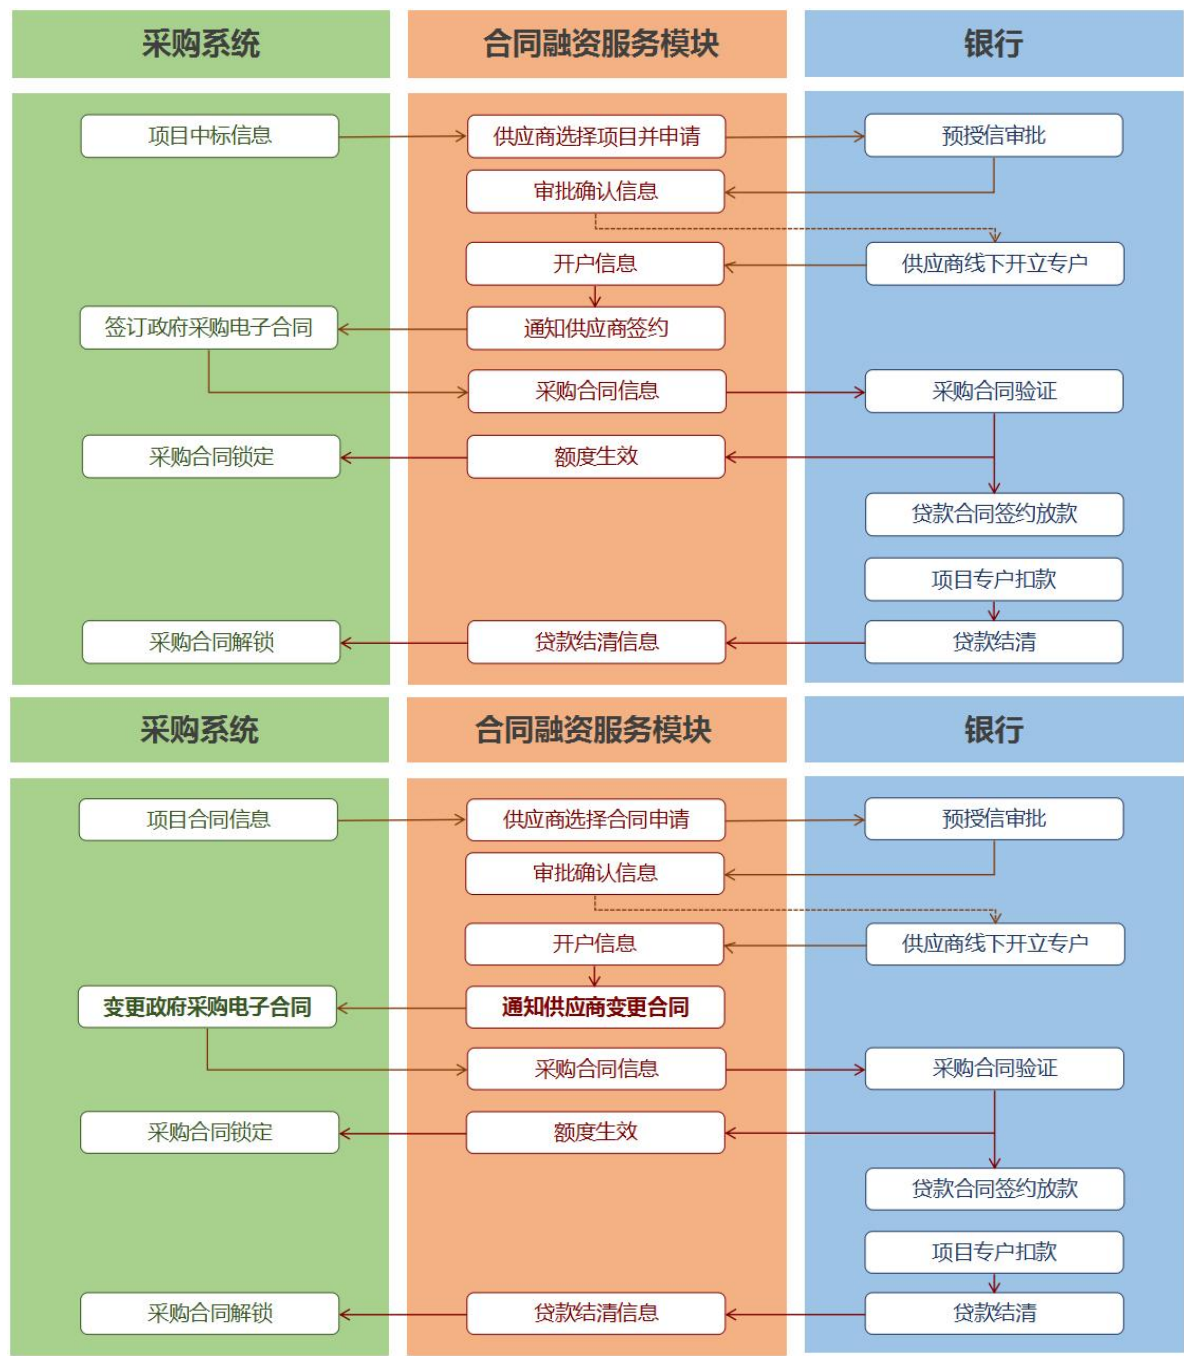 采购系统
合同融资服务模块
银行
项目中标信息
供应商选择项目并申请
预授信审批
审批确认信息
开户信息
供应商线下开立专户
签订政府采购电子合同
通知供应商签约
采购合同信息
采购合同验证
采购合同锁定
额度生效
贷款合同签约放款
项目专户扣款
采购合同解锁
贷款结清信息
贷款结清
采购系统
合同融资服务模块
银行
项目合同信息
供应商选择合同申请
预授信审批
审批确认信息
开户信息
供应商线下开立专户
变更政府采购电子合同
通知供应商变更合同
采购合同信息
采购合同验证
采购合同锁定
额度生效
贷款合同签约放款
项目专户扣款
采购合同解锁
贷款结清信息
贷款结清